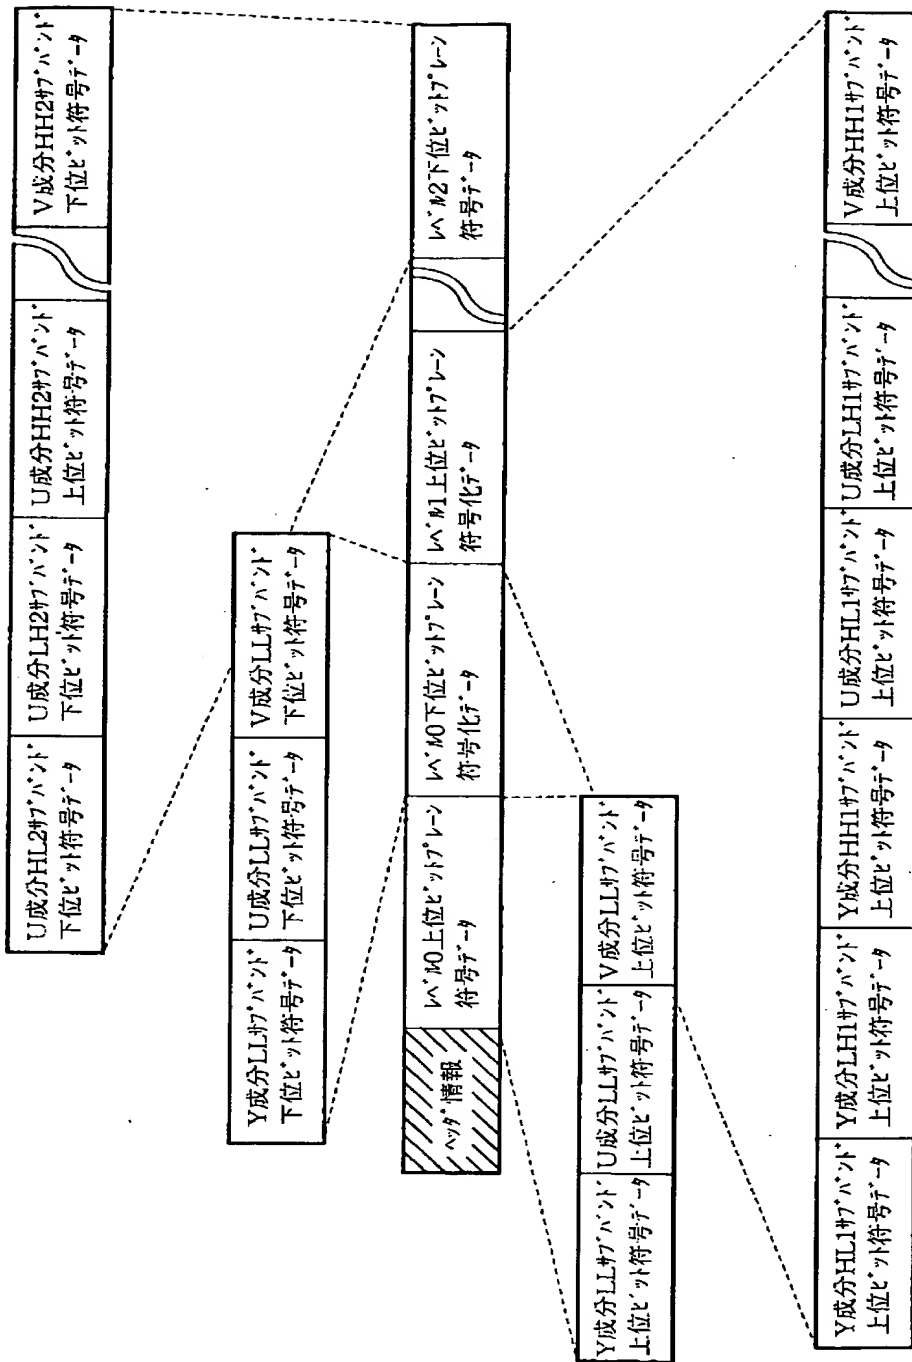 U成分HL2サブバンド
下位ビット符号データ
U成分LH2サブバンド
下位ビット符号データ
U成分HH2サブバンド
上位ビット符号データ
V成分HH2サブバンド
下位ビット符号データ
Y成分LLサブバンド
下位ビット符号データ
U成分LLサブバンド
下位ビット符号データ
V成分LLサブバンド
下位ビット符号データ
ヘッダ情報
レベル0上位ビットプレーン
符号データ
レベル0下位ビットプレーン
符号化データ
レベル1上位ビットプレーン
符号化データ
レベル2下位ビットプレーン
符号データ
Y成分LLサブバンド
上位ビット符号データ
U成分LLサブバンド
上位ビット符号データ
V成分LLサブバンド
上位ビット符号データ
Y成分HL1サブバンド
上位ビット符号データ
Y成分LH1サブバンド
上位ビット符号データ
Y成分HH1サブバンド
上位ビット符号データ
U成分HL1サブバンド
上位ビット符号データ
U成分LH1サブバンド
上位ビット符号データ
V成分HH1サブバンド
上位ビット符号データ